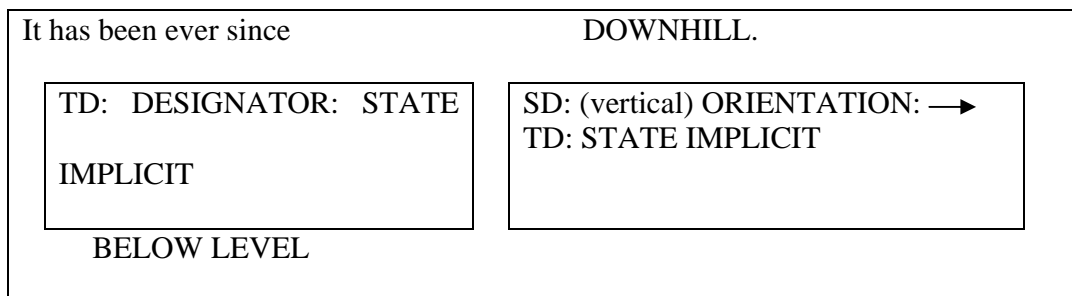 It has been ever since DOWNHILL.
TD: DESIGNATOR: STATE
IMPLICIT
SD: (vertical) ORIENTATION: →
TD: STATE IMPLICIT
BELOW LEVEL